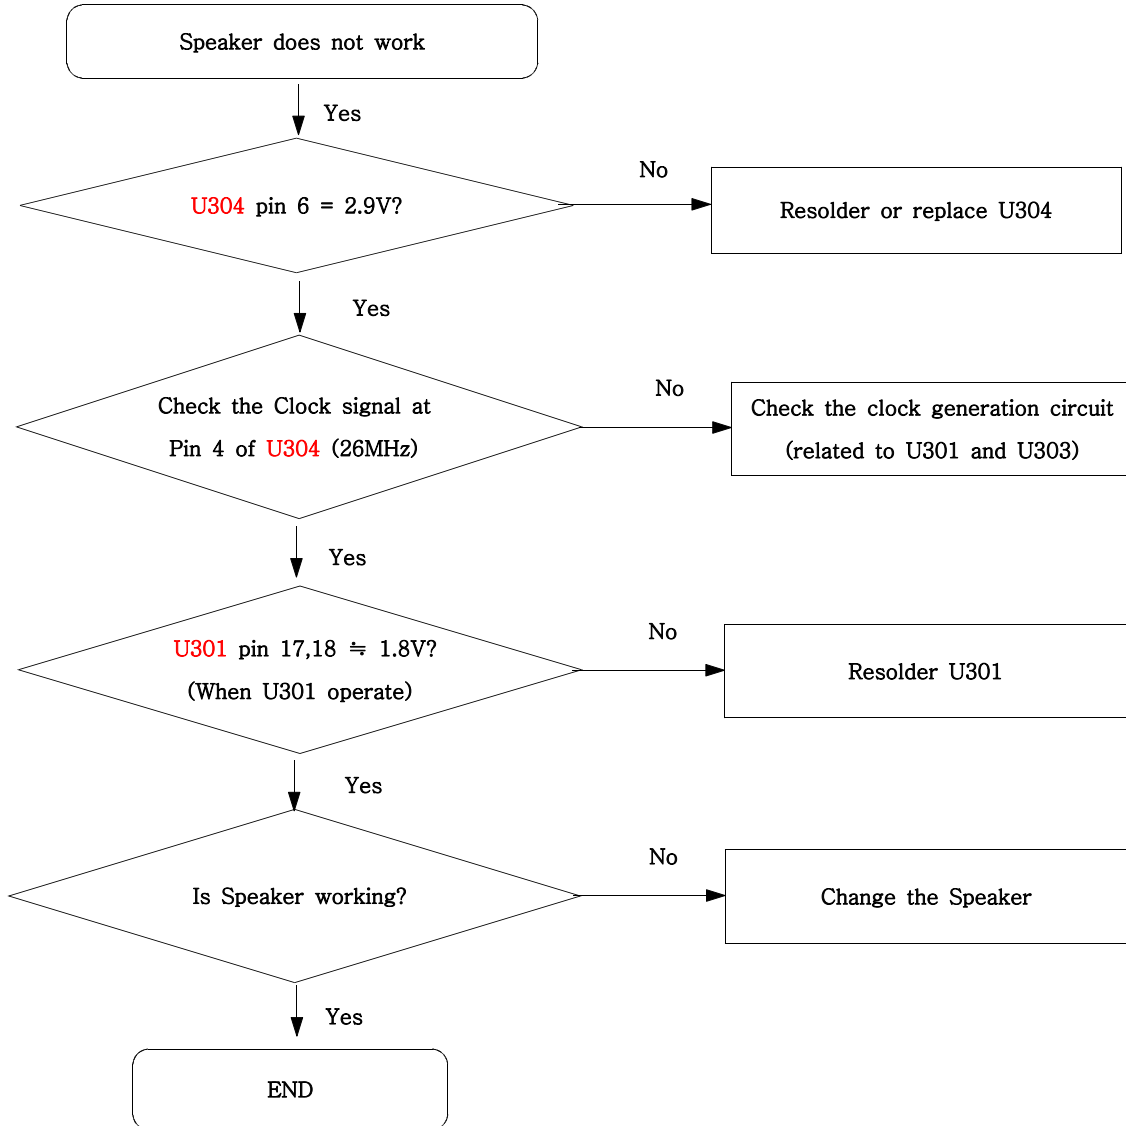 Speaker does not work
Yes
U304 pin 6 = 2.9V?
No
Resolder or replace U304
Yes
Check the Clock signal at
Pin 4 of U304 (26MHz)
No
Check the clock generation circuit
(related to U301 and U303)
Yes
U301 pin 17,18 ≒ 1.8V?
(When U301 operate)
No
Resolder U301
Yes
Is Speaker working?
No
Change the Speaker
Yes
END